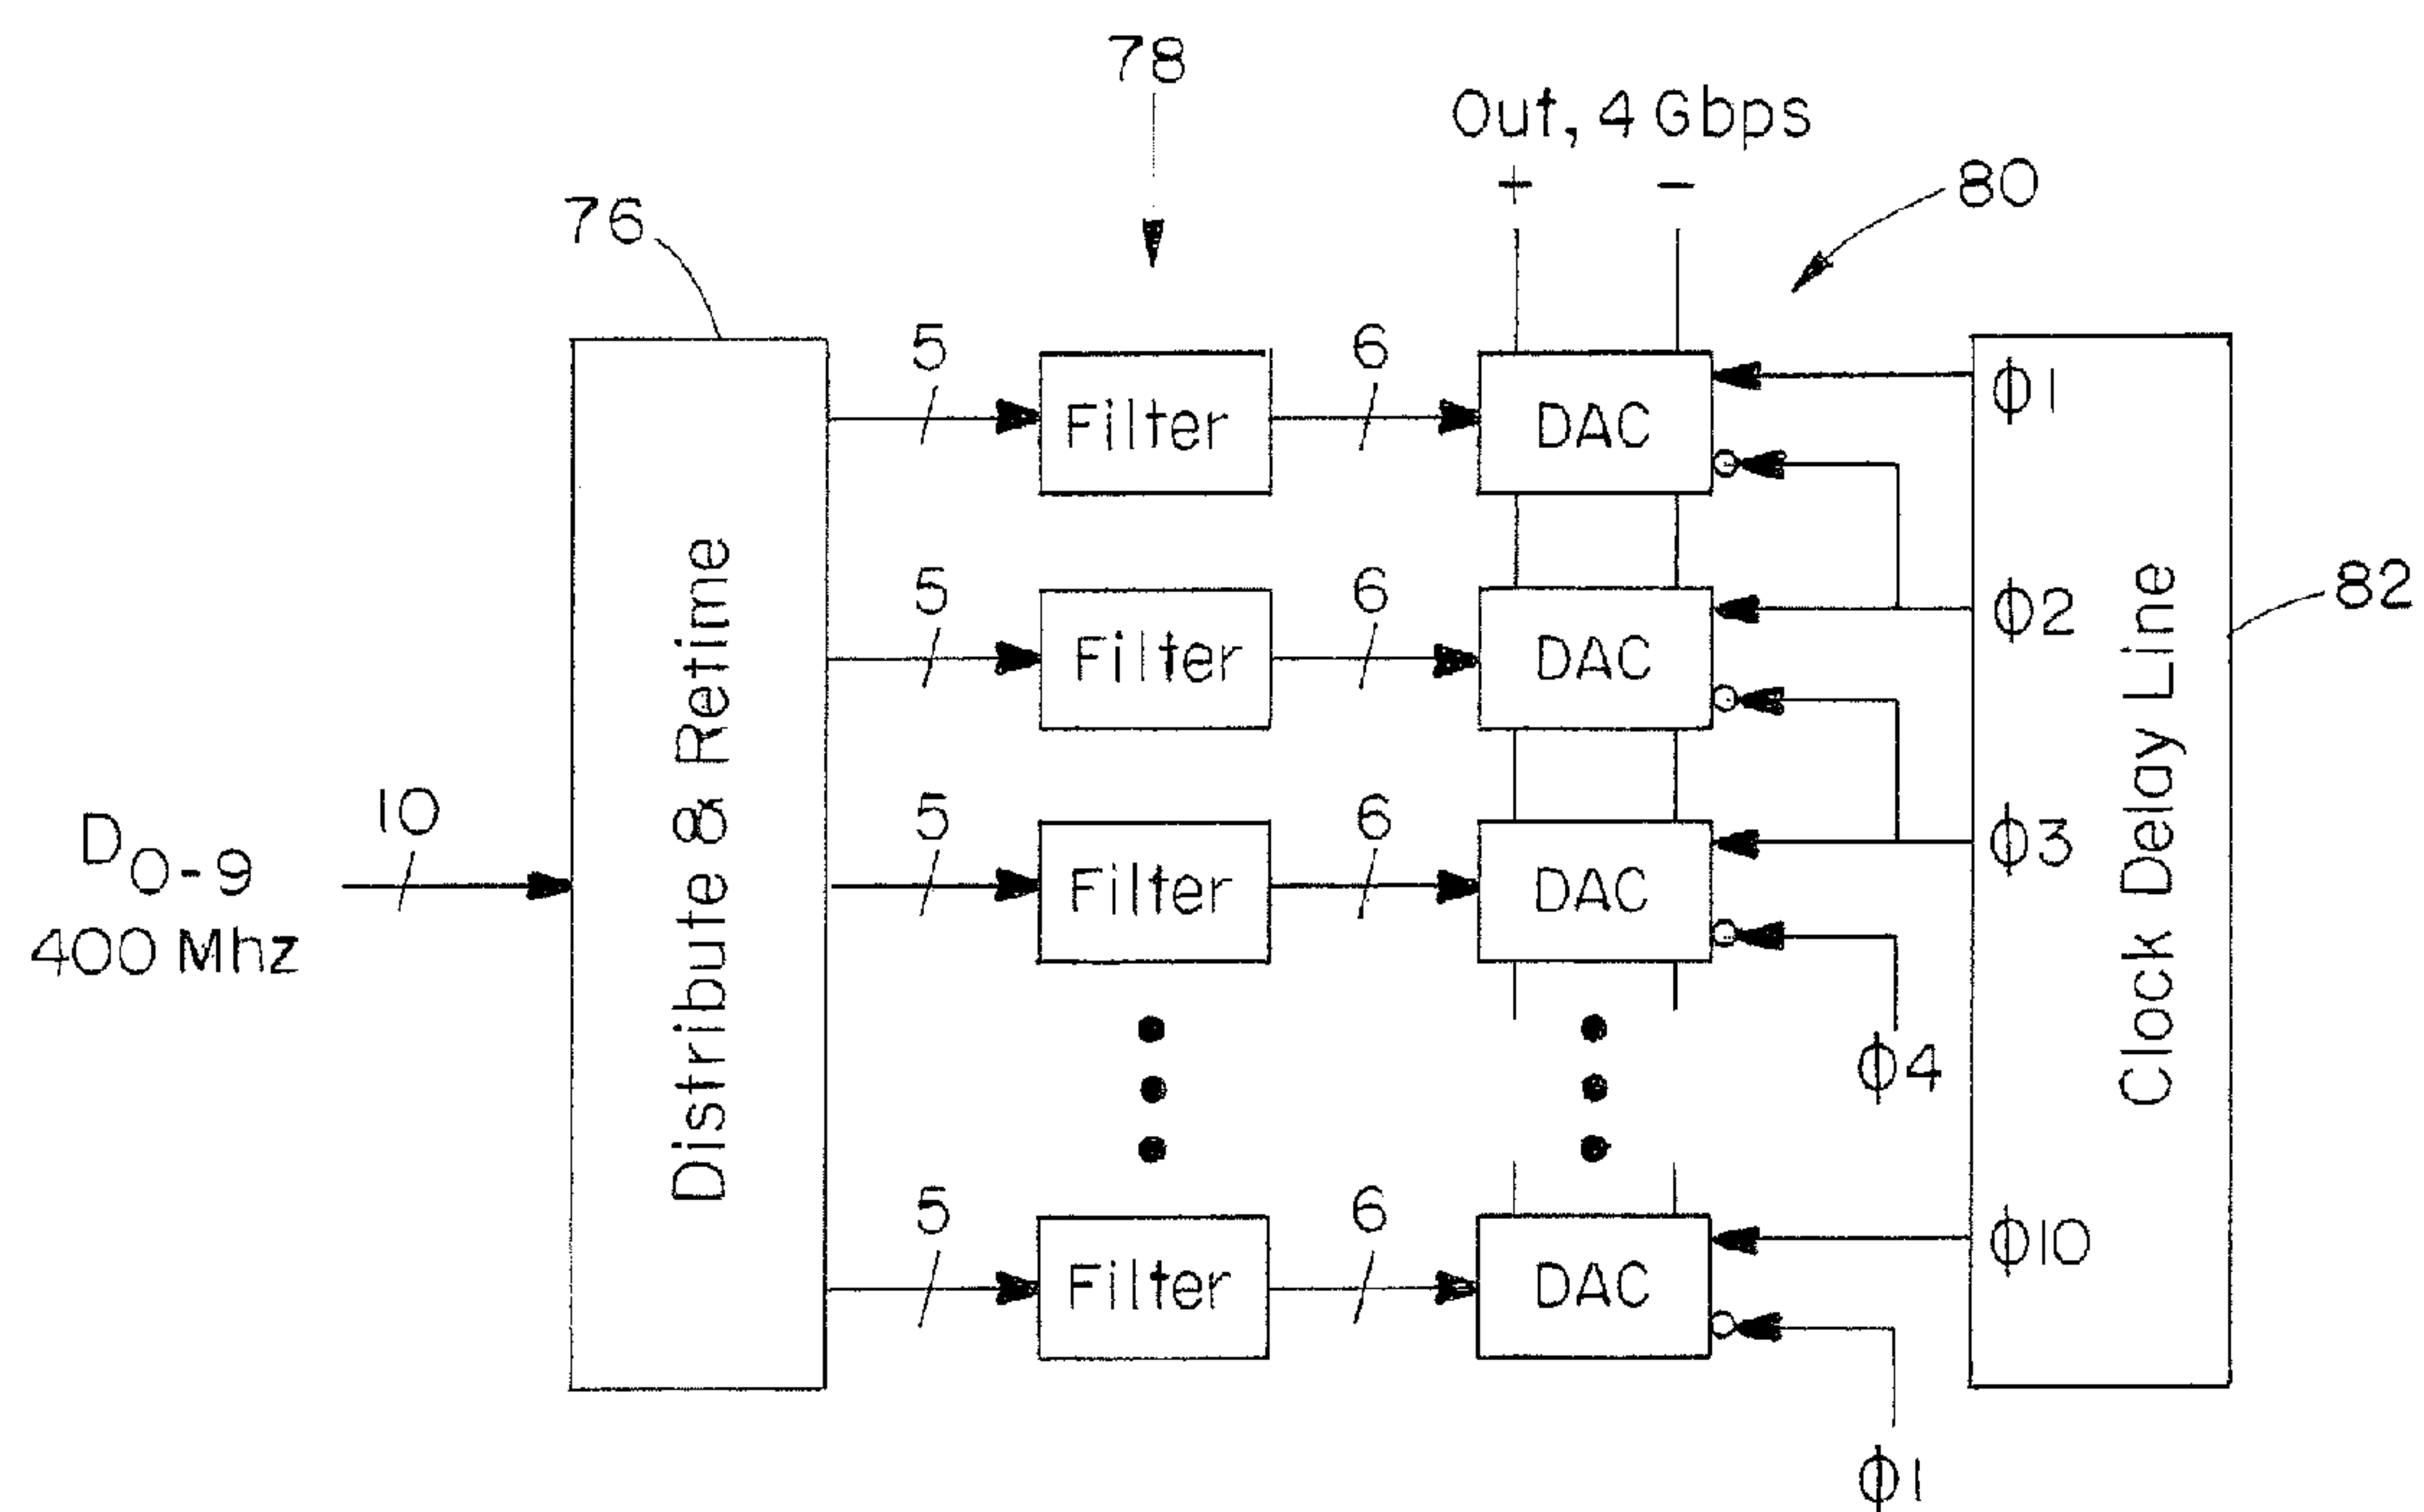 78
Out, 4 Gbps
+ −
80
76
5
Filter
6
DAC
ϕ1
5
Filter
6
DAC
ϕ2
82
5
Filter
6
DAC
ϕ3
D0-9
10
400 Mhz
Distribute & Retime
Clock Delay Line
ϕ4
5
Filter
6
DAC
ϕ10
ϕ1